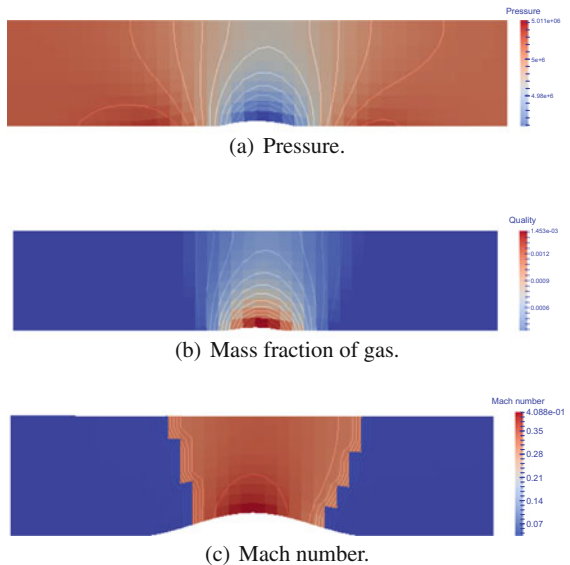 Pressure
5.011e+06
5e+6
4.98e+6
(a) Pressure.
Quality
1.453e-03
0.0012
0.0009
0.0006
(b) Mass fraction of gas.
Mach number
4.088e-01
0.35
0.28
0.21
0.14
0.07
(c) Mach number.